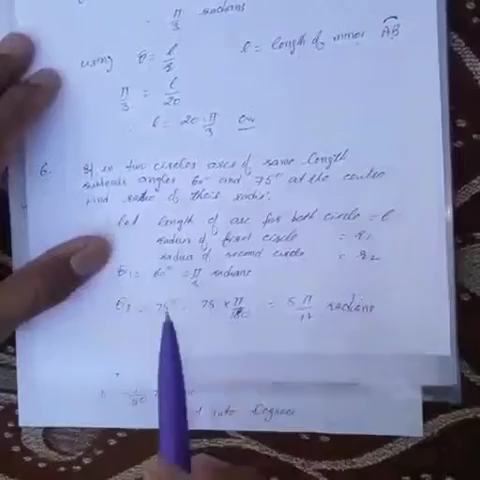 π/3 radians
using θ = l/r l = length of minor AB
π/3 = l/20
l = 20·π/3 cm
6. If in two circles arcs of same length
subtends angles 60° and 75° at the centre
Find ratio of their radii.
Let length of arc for both circle = l
radius of first circle = r1
radius of second circle = r2
θ1 = 60° = π/3 radians
θ2 = 75° = 75 × π/180 = 5π/12 radians
into Degrees